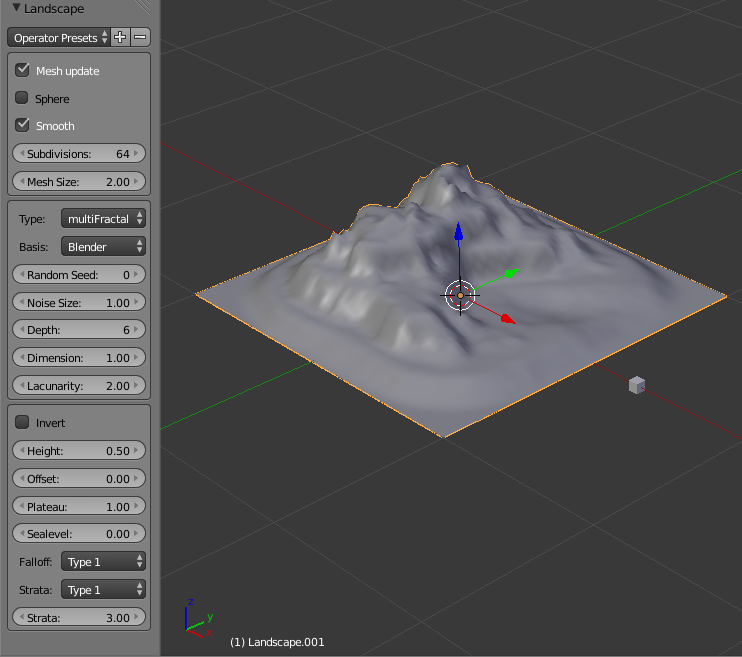 Landscape
Operator Presets
Mesh update
Sphere
Smooth
Subdivisions: 64
Mesh Size: 2.00
Type: multiFractal
Basis: Blender
Random Seed: 0
Noise Size: 1.00
Depth: 6
Dimension: 1.00
Lacunarity: 2.00
Invert
Height: 0.50
Offset: 0.00
Plateau: 1.00
Sealevel: 0.00
Falloff: Type 1
Strata: Type 1
Strata: 3.00
z
y
x
(1) Landscape.001